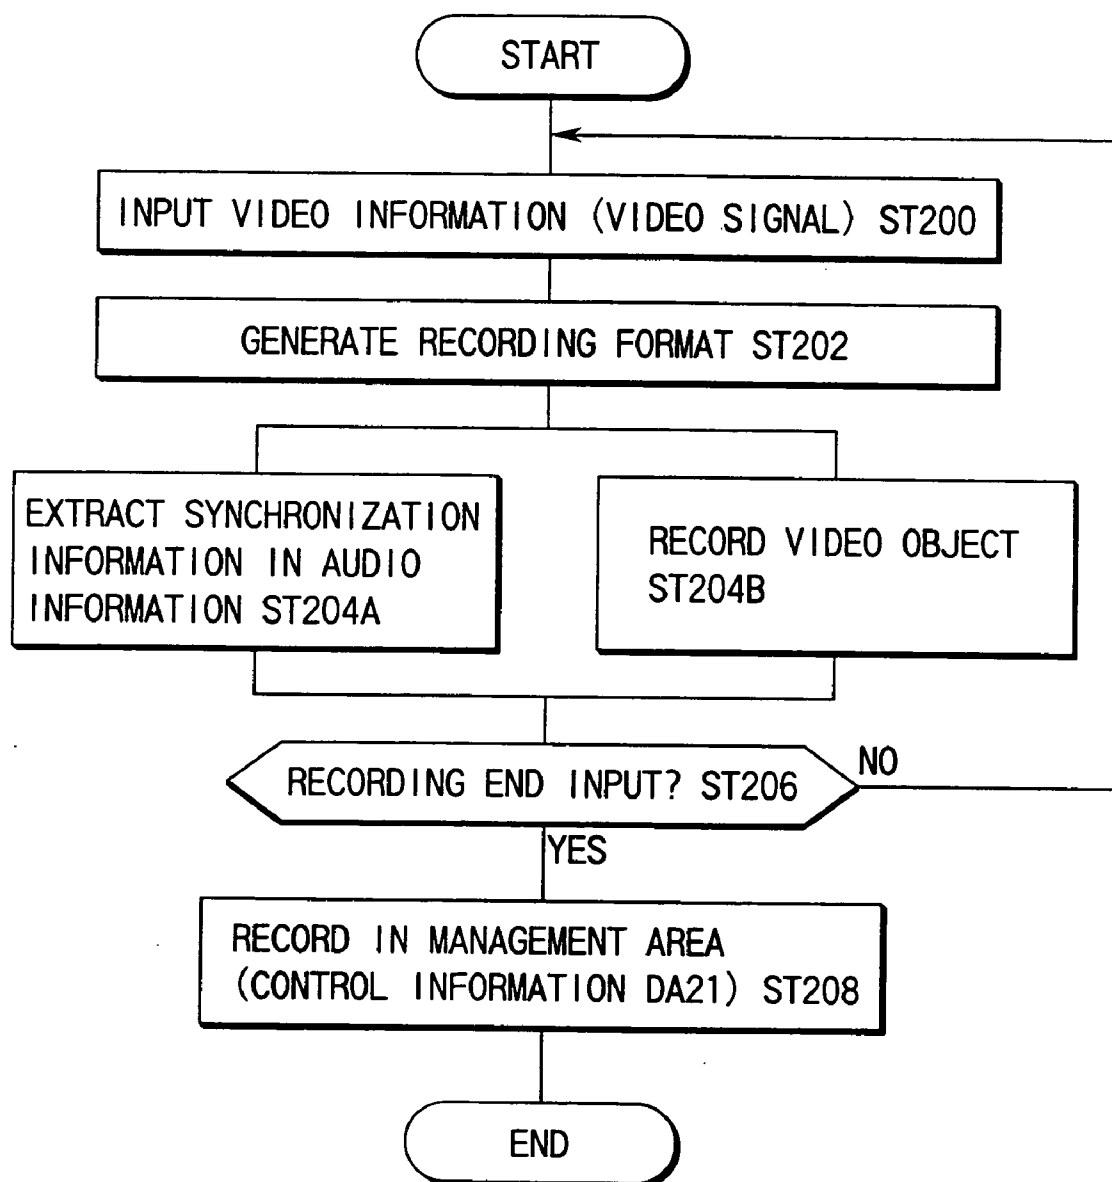 START
INPUT VIDEO INFORMATION (VIDEO SIGNAL) ST200
GENERATE RECORDING FORMAT ST202
EXTRACT SYNCHRONIZATION
INFORMATION IN AUDIO
INFORMATION ST204A
RECORD VIDEO OBJECT
ST204B
RECORDING END INPUT? ST206
NO
YES
RECORD IN MANAGEMENT AREA
(CONTROL INFORMATION DA21) ST208
END